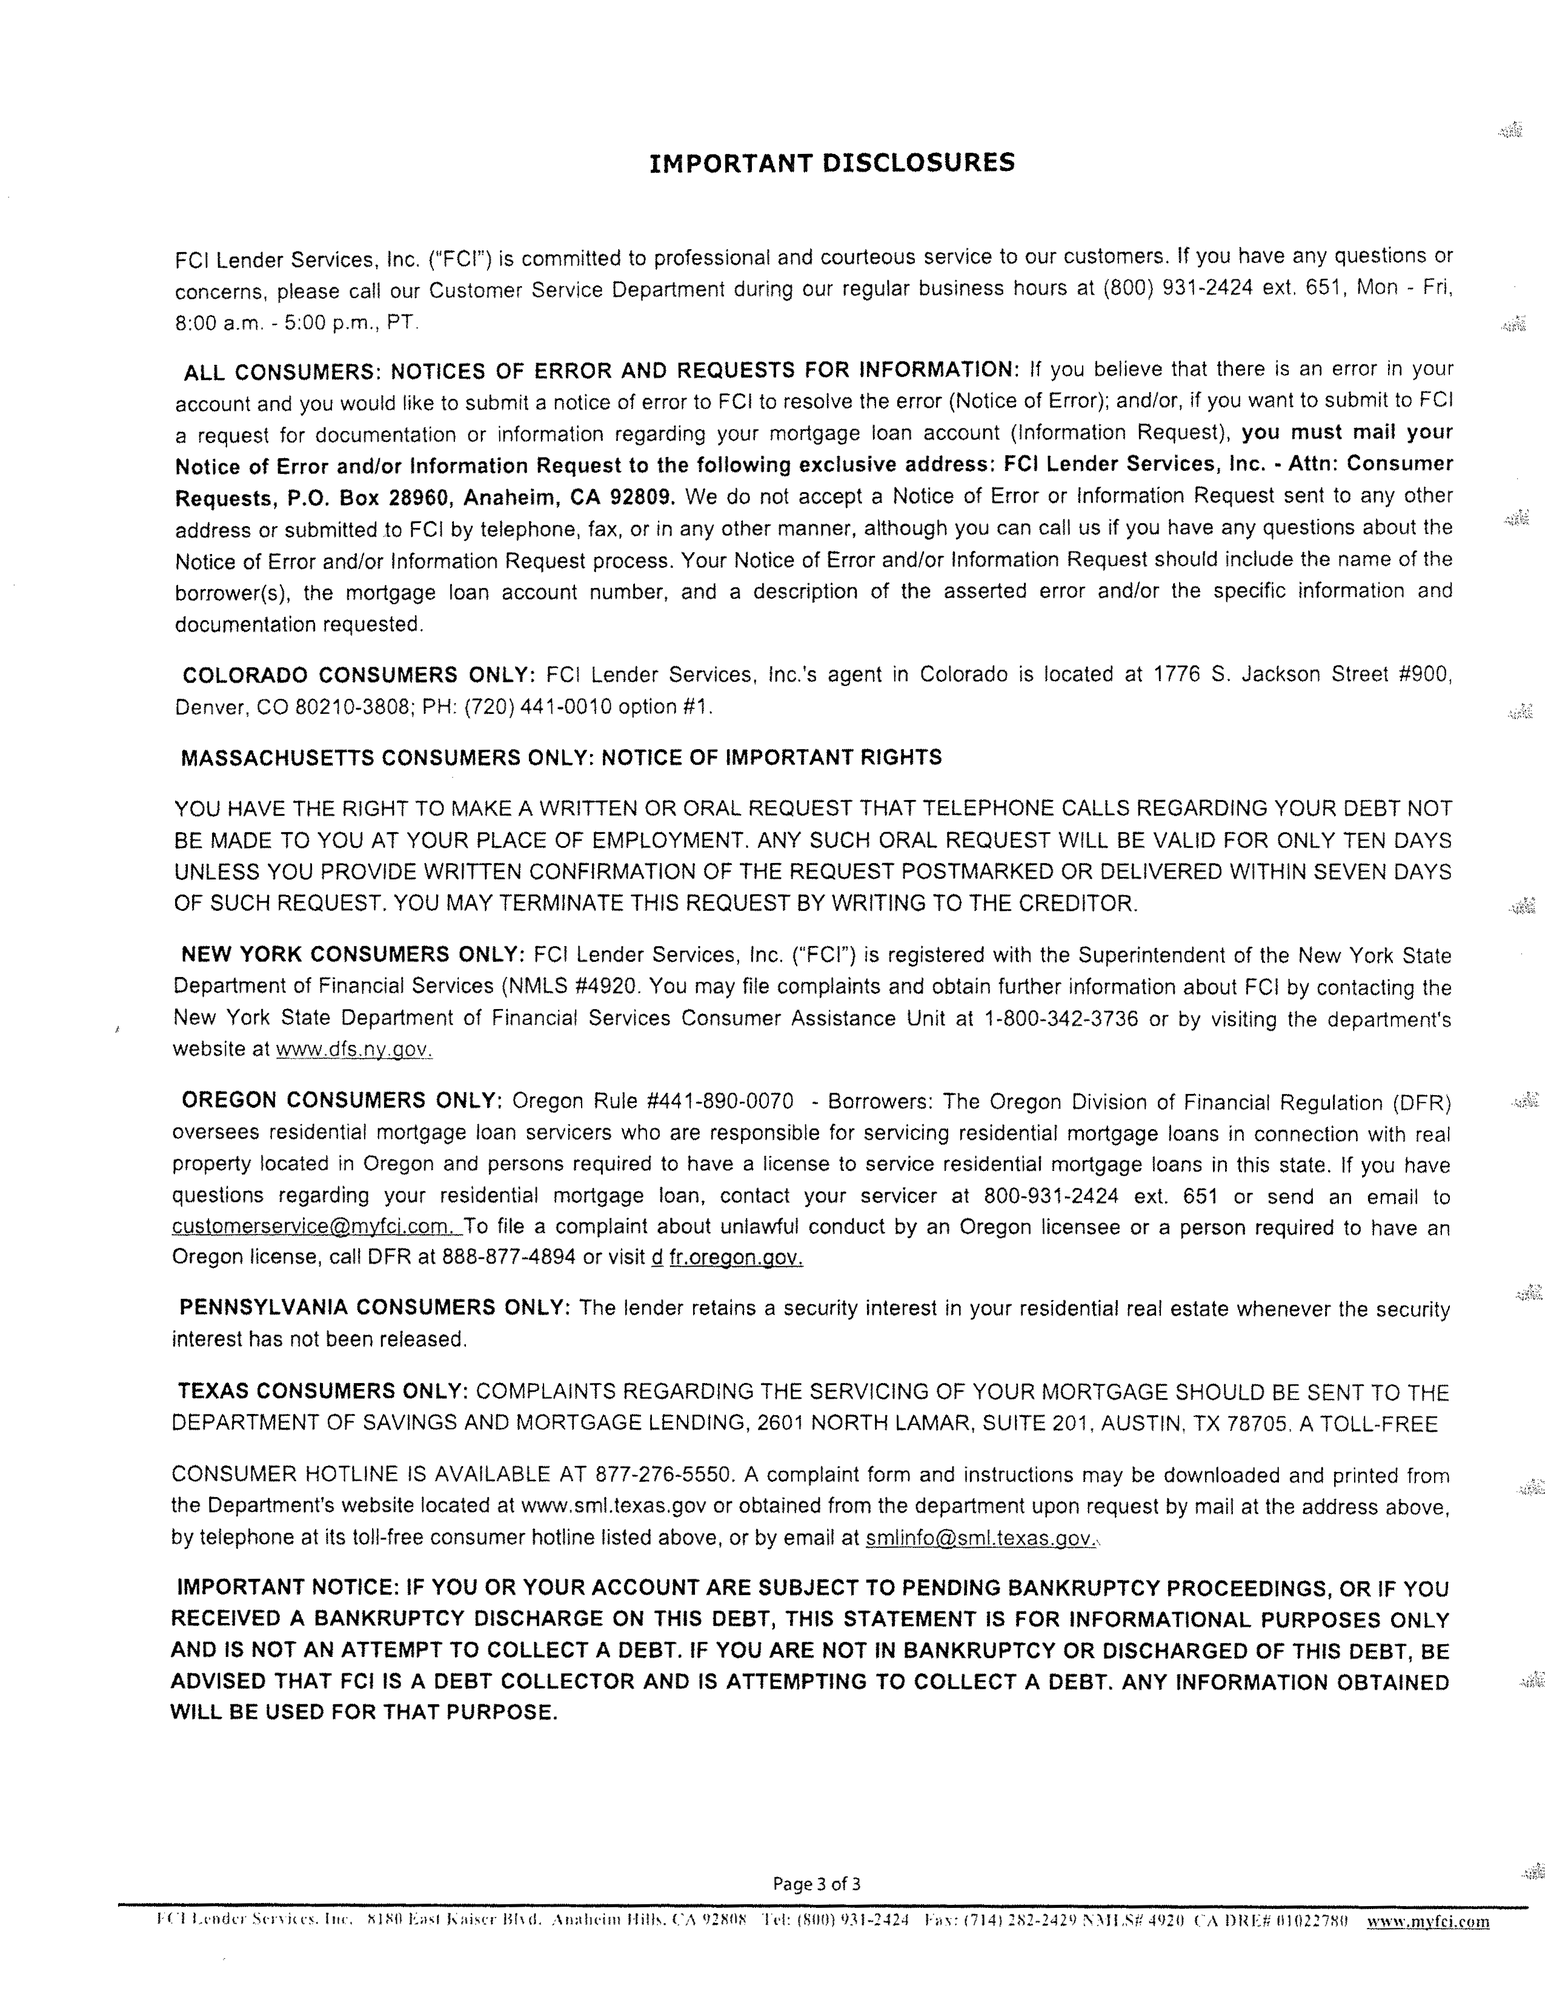 IMPORTANT DISCLOSURES
FCI Lender Services, Inc. ("FCI") is committed to professional and courteous service to our customers. If you have any questions or
concerns, please call our Customer Service Department during our regular business hours at (800) 931-2424 ext. 651, Mon - Fri,
8:00 a.m. - 5:00 p.m., PT.
ALL CONSUMERS: NOTICES OF ERROR AND REQUESTS FOR INFORMATION: If you believe that there is an error in your
account and you would like to submit a notice of error to FCI to resolve the error (Notice of Error); and/or, if you want to submit to FCI
a request for documentation or information regarding your mortgage loan account (Information Request), you must mail your
Notice of Error and/or Information Request to the following exclusive address: FCI Lender Services, Inc. - Attn: Consumer
Requests, P.O. Box 28960, Anaheim, CA 92809. We do not accept a Notice of Error or Information Request sent to any other
address or submitted to FCI by telephone, fax, or in any other manner, although you can call us if you have any questions about the
Notice of Error and/or Information Request process. Your Notice of Error and/or Information Request should include the name of the
borrower(s), the mortgage loan account number, and a description of the asserted error and/or the specific information and
documentation requested.
COLORADO CONSUMERS ONLY: FCI Lender Services, Inc.'s agent in Colorado is located at 1776 S. Jackson Street #900,
Denver, CO 80210-3808; PH: (720) 441-0010 option #1.
MASSACHUSETTS CONSUMERS ONLY: NOTICE OF IMPORTANT RIGHTS
YOU HAVE THE RIGHT TO MAKE A WRITTEN OR ORAL REQUEST THAT TELEPHONE CALLS REGARDING YOUR DEBT NOT
BE MADE TO YOU AT YOUR PLACE OF EMPLOYMENT. ANY SUCH ORAL REQUEST WILL BE VALID FOR ONLY TEN DAYS
UNLESS YOU PROVIDE WRITTEN CONFIRMATION OF THE REQUEST POSTMARKED OR DELIVERED WITHIN SEVEN DAYS
OF SUCH REQUEST. YOU MAY TERMINATE THIS REQUEST BY WRITING TO THE CREDITOR.
NEW YORK CONSUMERS ONLY: FCI Lender Services, Inc. ("FCI") is registered with the Superintendent of the New York State
Department of Financial Services (NMLS #4920. You may file complaints and obtain further information about FCI by contacting the
New York State Department of Financial Services Consumer Assistance Unit at 1-800-342-3736 or by visiting the department's
website at www.dfs.ny.gov.
OREGON CONSUMERS ONLY: Oregon Rule #441-890-0070 - Borrowers: The Oregon Division of Financial Regulation (DFR)
oversees residential mortgage loan servicers who are responsible for servicing residential mortgage loans in connection with real
property located in Oregon and persons required to have a license to service residential mortgage loans in this state. If you have
questions regarding your residential mortgage loan, contact your servicer at 800-931-2424 ext. 651 or send an email to
customerservice@myfci.com. To file a complaint about unlawful conduct by an Oregon licensee or a person required to have an
Oregon license, call DFR at 888-877-4894 or visit d fr.oregon.gov.
PENNSYLVANIA CONSUMERS ONLY: The lender retains a security interest in your residential real estate whenever the security
interest has not been released.
TEXAS CONSUMERS ONLY: COMPLAINTS REGARDING THE SERVICING OF YOUR MORTGAGE SHOULD BE SENT TO THE
DEPARTMENT OF SAVINGS AND MORTGAGE LENDING, 2601 NORTH LAMAR, SUITE 201, AUSTIN, TX 78705. A TOLL-FREE
CONSUMER HOTLINE IS AVAILABLE AT 877-276-5550. A complaint form and instructions may be downloaded and printed from
the Department's website located at www.sml.texas.gov or obtained from the department upon request by mail at the address above,
by telephone at its toll-free consumer hotline listed above, or by email at smlinfo@sml.texas.gov.
IMPORTANT NOTICE: IF YOU OR YOUR ACCOUNT ARE SUBJECT TO PENDING BANKRUPTCY PROCEEDINGS, OR IF YOU
RECEIVED A BANKRUPTCY DISCHARGE ON THIS DEBT, THIS STATEMENT IS FOR INFORMATIONAL PURPOSES ONLY
AND IS NOT AN ATTEMPT TO COLLECT A DEBT. IF YOU ARE NOT IN BANKRUPTCY OR DISCHARGED OF THIS DEBT, BE
ADVISED THAT FCI IS A DEBT COLLECTOR AND IS ATTEMPTING TO COLLECT A DEBT. ANY INFORMATION OBTAINED
WILL BE USED FOR THAT PURPOSE.
Page 3 of 3
FCI Lender Services, Inc. 8180 East Kaiser Blvd. Anaheim Hills, CA 92808 Tel: (800) 931-2424 Fax: (714) 282-2429 NMLS# 4920 CA DRE# 01022780 www.myfci.com